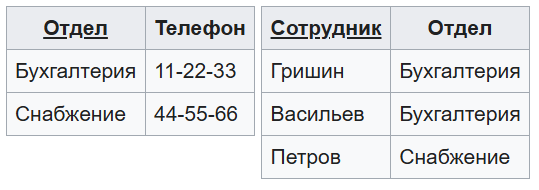 Отдел Телефон
Бухгалтерия 11-22-33
Снабжение 44-55-66
Сотрудник Отдел
Гришин Бухгалтерия
Васильев Бухгалтерия
Петров Снабжение